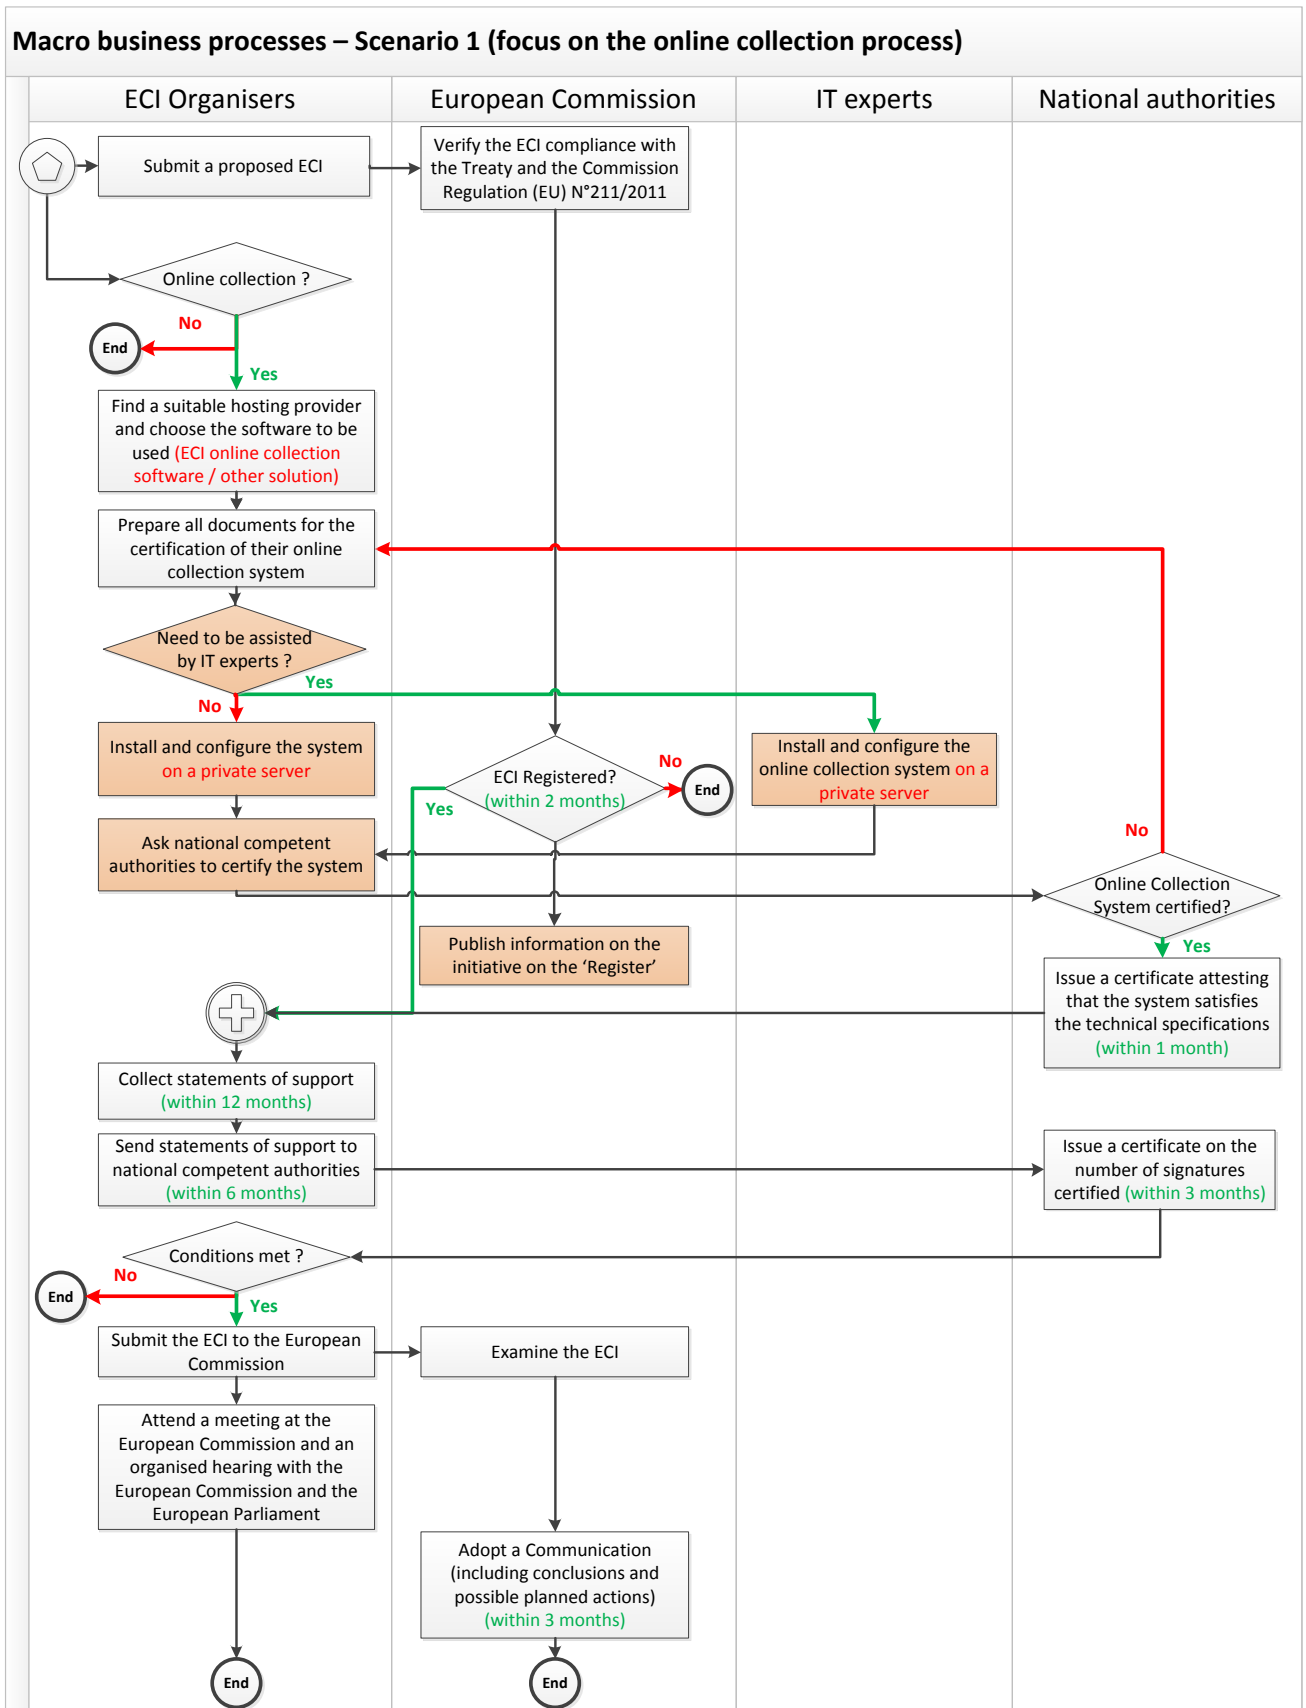 Macro business processes – Scenario 1 (focus on the online collection process)
ECI Organisers
European Commission
IT experts
National authorities
Submit a proposed ECI
Verify the ECI compliance with
the Treaty and the Commission
Regulation (EU) N°211/2011
Online collection ?
No
End
Yes
Find a suitable hosting provider
and choose the software to be
used (ECI online collection
software / other solution)
Prepare all documents for the
certification of their online
collection system
Need to be assisted
by IT experts ?
Yes
No
Install and configure the system
on a private server
ECI Registered?
(within 2 months)
No
End
Yes
Install and configure the
online collection system on a
private server
Ask national competent
authorities to certify the system
No
Online Collection
System certified?
Yes
Publish information on the
initiative on the ‘Register’
Issue a certificate attesting
that the system satisfies
the technical specifications
(within 1 month)
Collect statements of support
(within 12 months)
Send statements of support to
national competent authorities
(within 6 months)
Issue a certificate on the
number of signatures
certified (within 3 months)
Conditions met ?
No
End
Yes
Submit the ECI to the European
Commission
Examine the ECI
Attend a meeting at the
European Commission and an
organised hearing with the
European Commission and the
European Parliament
Adopt a Communication
(including conclusions and
possible planned actions)
(within 3 months)
End
End